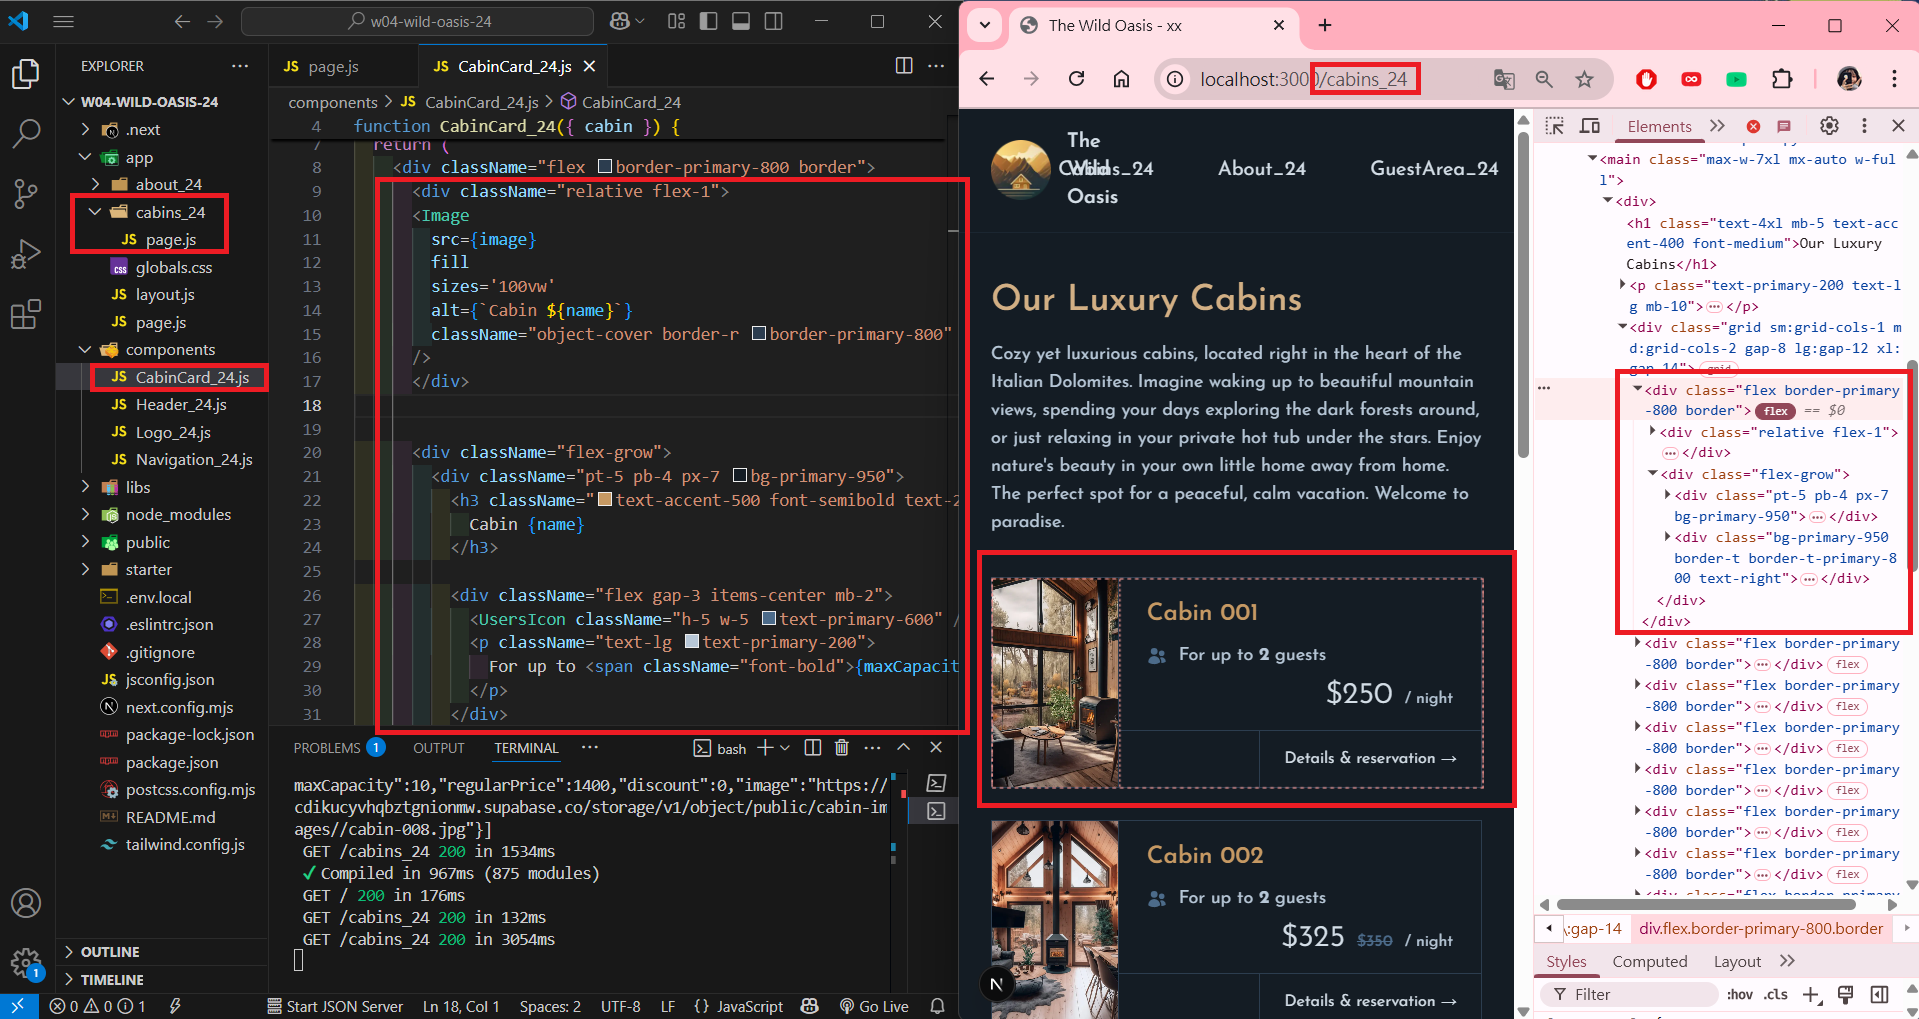 w04-wild-oasis-24
EXPLORER
W04-WILD-OASIS-24
.next
app
about_24
cabins_24
page.js
globals.css
layout.js
page.js
components
CabinCard_24.js
Header_24.js
Logo_24.js
Navigation_24.js
libs
node_modules
public
starter
.env.local
.eslintrc.json
.gitignore
jsconfig.json
next.config.mjs
package-lock.json
package.json
postcss.config.mjs
README.md
tailwind.config.js
OUTLINE
TIMELINE
JS page.js
JS CabinCard_24.js
components > JS CabinCard_24.js > CabinCard_24
4 function CabinCard_24({ cabin }) {
7 return (
8 <div className="flex border-primary-800 border">
9 <div className="relative flex-1">
10 <Image
11 src={image}
12 fill
13 sizes='100vw'
14 alt={`Cabin ${name}`}
15 className="object-cover border-r border-primary-800"
16 />
17 </div>
18
19
20 <div className="flex-grow">
21 <div className="pt-5 pb-4 px-7 bg-primary-950">
22 <h3 className="text-accent-500 font-semibold text-2
23 Cabin {name}
24 </h3>
25
26 <div className="flex gap-3 items-center mb-2">
27 <UsersIcon className="h-5 w-5 text-primary-600" /
28 <p className="text-lg text-primary-200">
29 For up to <span className="font-bold">{maxCapacit
30 </p>
31 </div>
PROBLEMS 1 OUTPUT TERMINAL
bash
maxCapacity":10,"regularPrice":1400,"discount":0,"image":"https://
cdikucyvhqbztgnionmw.supabase.co/storage/v1/object/public/cabin-im
ages//cabin-008.jpg"}]
GET /cabins_24 200 in 1534ms
✓ Compiled in 967ms (875 modules)
GET / 200 in 176ms
GET /cabins_24 200 in 132ms
GET /cabins_24 200 in 3054ms
1
0 0 1 Start JSON Server Ln 18, Col 1 Spaces: 2 UTF-8 LF {} JavaScript Go Live
The Wild Oasis - xx
localhost:3000/cabins_24
The Wild Oasis
Cabins_24 About_24 GuestArea_24
Our Luxury Cabins
Cozy yet luxurious cabins, located right in the heart of the
Italian Dolomites. Imagine waking up to beautiful mountain
views, spending your days exploring the dark forests around,
or just relaxing in your private hot tub under the stars. Enjoy
nature's beauty in your own little home away from home.
The perfect spot for a peaceful, calm vacation. Welcome to
paradise.
Cabin 001
For up to 2 guests
$250 / night
Details & reservation →
Cabin 002
For up to 2 guests
$325 $350 / night
Details & reservation →
N
Elements
<main class="max-w-7xl mx-auto w-ful
l">
<div>
<h1 class="text-4xl mb-5 text-acc
ent-400 font-medium">Our Luxury
Cabins</h1>
<p class="text-primary-200 text-l
g mb-10"> ⋯ </p>
<div class="grid sm:grid-cols-1 m
d:grid-cols-2 gap-8 lg:gap-12 xl:
gap-14"> grid
<div class="flex border-primary
-800 border"> flex == $0
<div class="relative flex-1">
⋯ </div>
<div class="flex-grow">
<div class="pt-5 pb-4 px-7
bg-primary-950"> ⋯ </div>
<div class="bg-primary-950
border-t border-t-primary-8
00 text-right"> ⋯ </div>
</div>
</div>
<div class="flex border-primary
-800 border"> ⋯ </div> flex
<div class="flex border-primary
-800 border"> ⋯ </div> flex
<div class="flex border-primary
-800 border"> ⋯ </div> flex
<div class="flex border-primary
-800 border"> ⋯ </div> flex
<div class="flex border-primary
-800 border"> ⋯ </div> flex
<div class="flex border-primary
-800 border"> ⋯ </div> flex
<div class="flex border-primary
\:gap-14 div.flex.border-primary-800.border
Styles Computed Layout
Filter :hov .cls